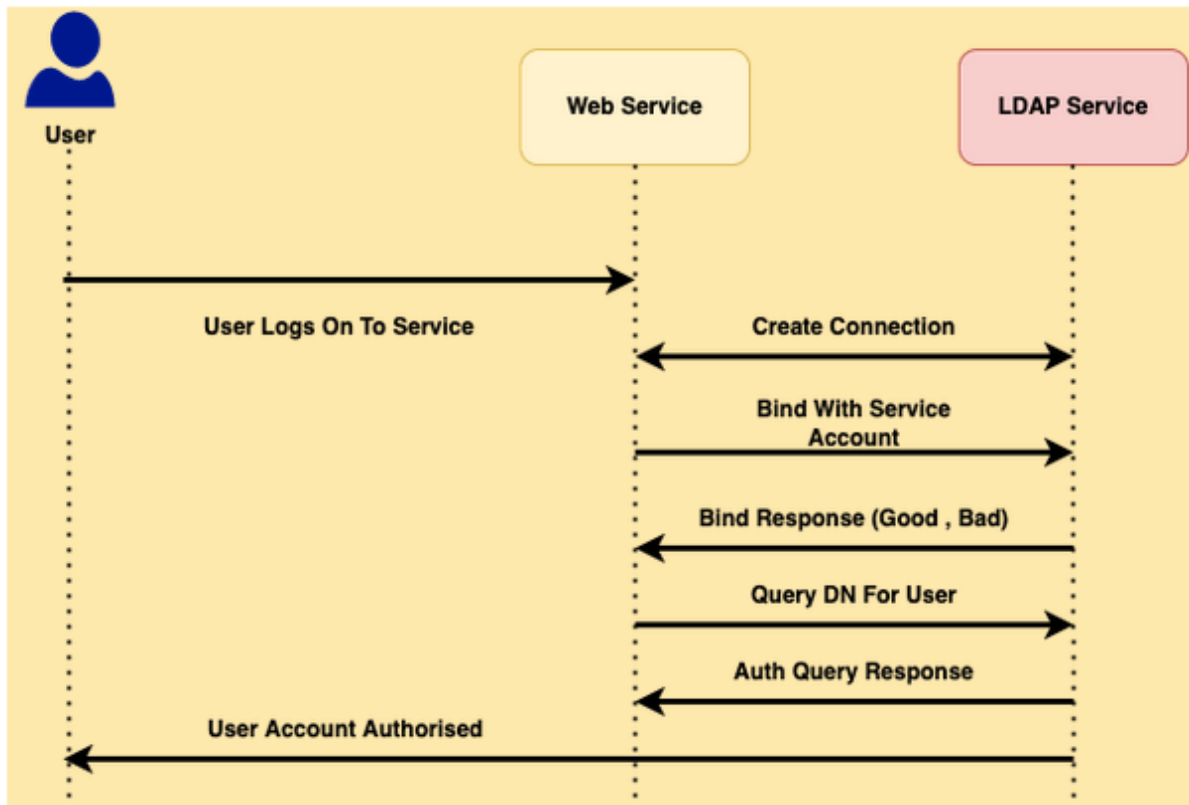 User
Web Service
LDAP Service
User Logs On To Service
Create Connection
Bind With Service
Account
Bind Response (Good , Bad)
Query DN For User
Auth Query Response
User Account Authorised